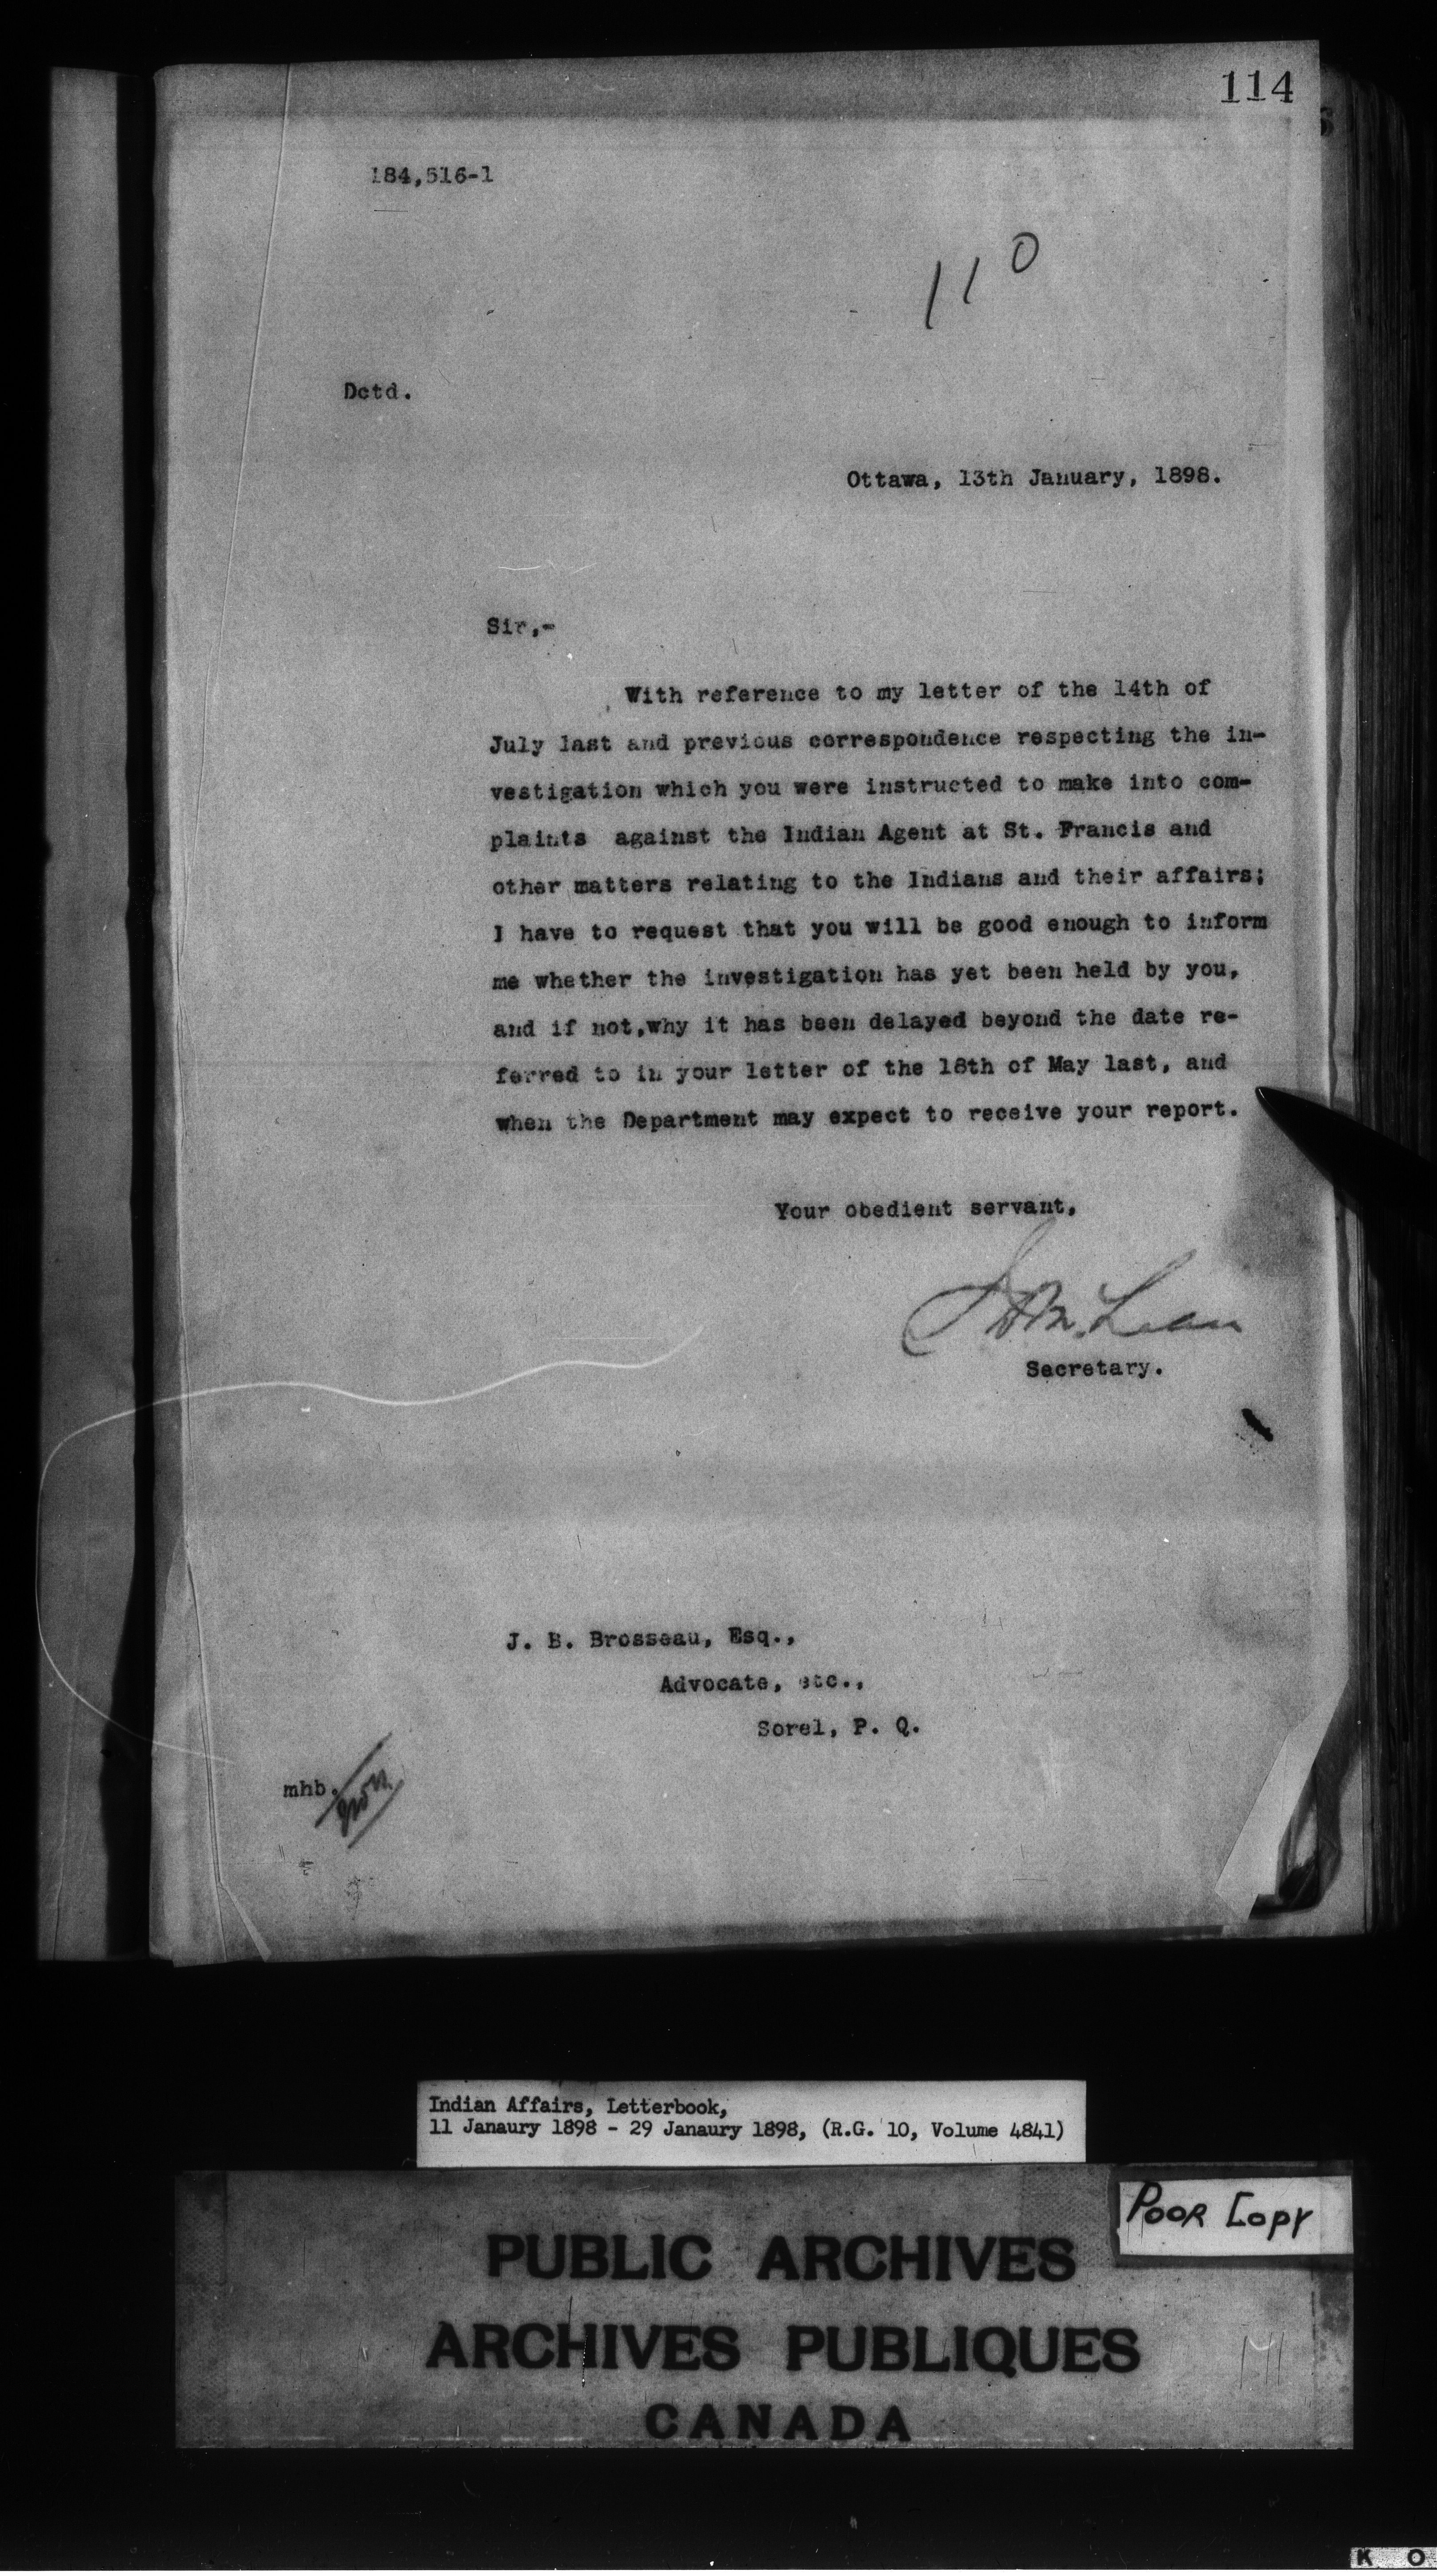 114
184,516-1
110
Dctd.
Ottawa, 13th January, 1898.
Sir,-
With reference to my letter of the 14th of
July last and previous correspondence respecting the in-
vestigation which you were instructed to make into com-
plaints against the Indian Agent at St. Francis and
other matters relating to the Indians and their affairs;
I have to request that you will be good enough to inform
me whether the investigation has yet been held by you,
and if not,why it has been delayed beyond the date re-
ferred to in your letter of the 18th of May last, and
when the Department may expect to receive your report.
Your obedient servant,
J D McLean
Secretary.
J. B. Brosseau, Esq.,
Advocate, etc.,
Sorel, P. Q.
mhb.
Indian Affairs, Letterbook,
11 Janaury 1898 - 29 Janaury 1898, (R.G. 10, Volume 4841)
POOR COPY
PUBLIC ARCHIVES
ARCHIVES PUBLIQUES
CANADA
K O